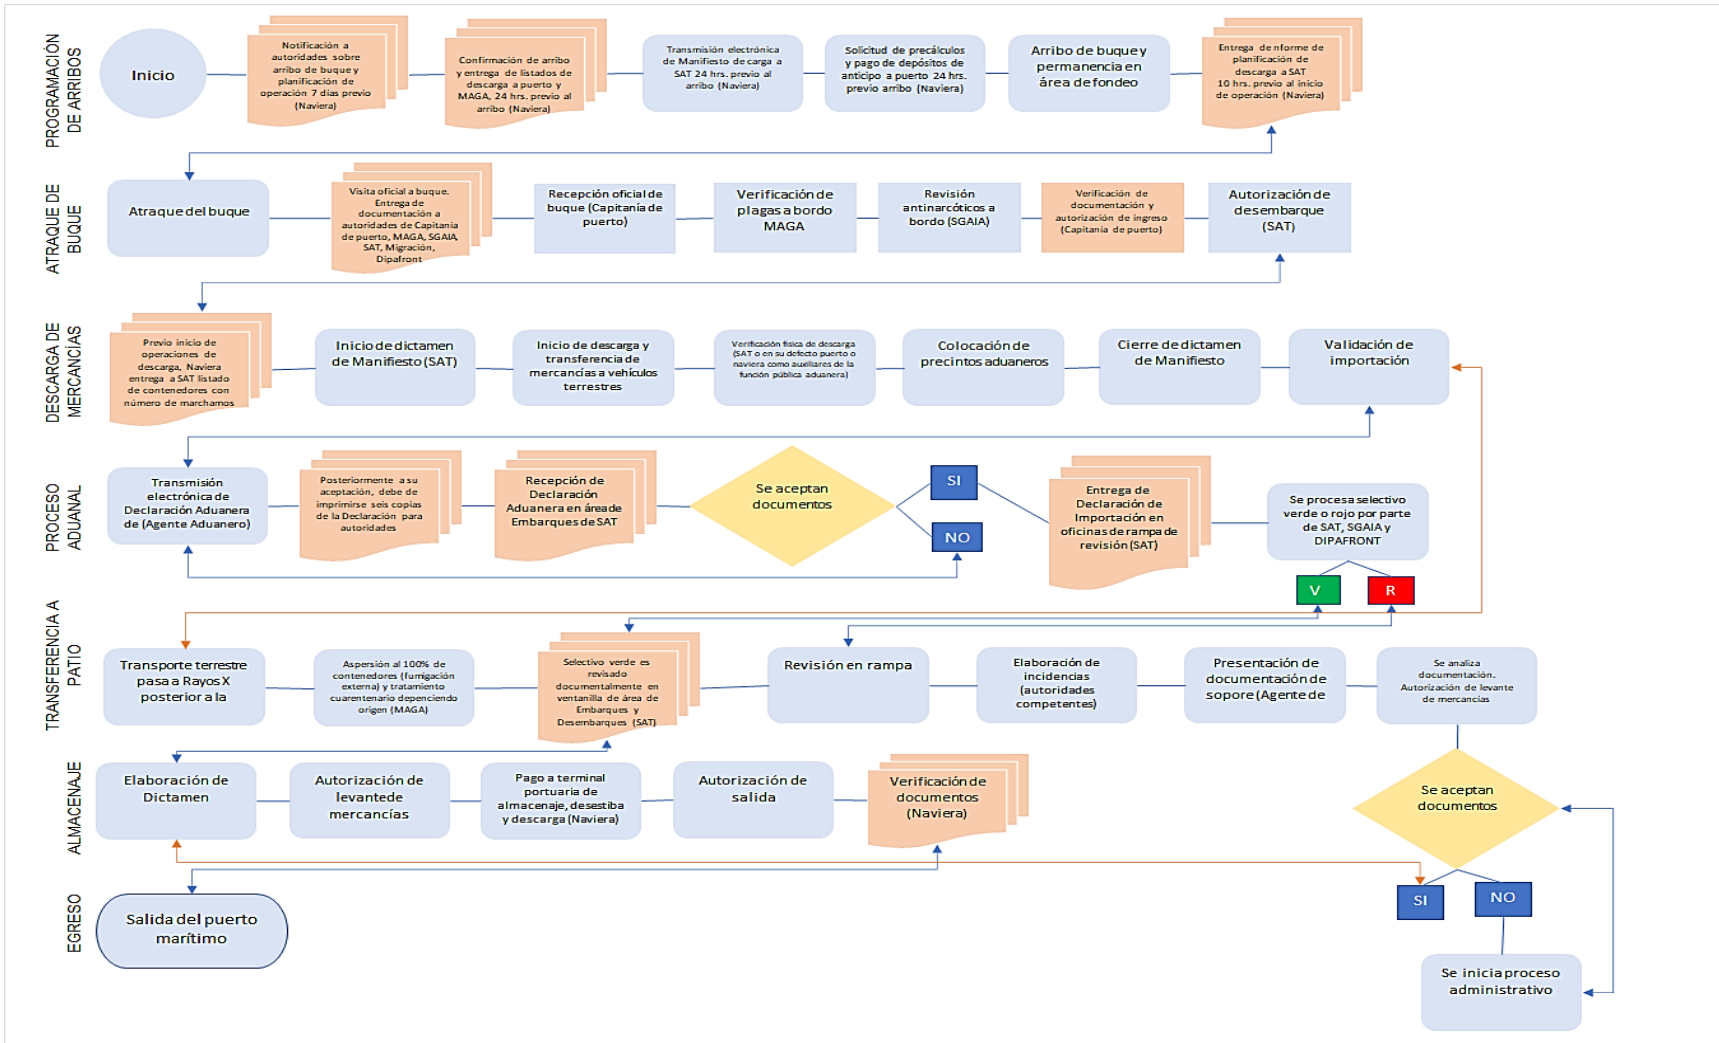 PROGRAMACIÓN
DE ARRIBOS
Inicio
Notificación a
autoridades sobre
arribo de buque y
planificación de
operación 7 días previo
(Naviera)
Confirmación de arribo
y entrega de listados de
descarga a puerto y
MAGA, 24 hrs. previo al
arribo (Naviera)
Transmisión electrónica
de Manifiesto de carga a
SAT 24 hrs. previo al
arribo (Naviera)
Solicitud de precálculos
y pago de depósitos de
anticipo a puerto 24 hrs.
previo arribo (Naviera)
Arribo de buque y
permanencia en
área de fondeo
Entrega de nforme de
planificación de
descarga a SAT
10 hrs. previo al inicio
de operación (Naviera)
ATRAQUE DE
BUQUE
Atraque del buque
Visita oficial a buque.
Entrega de
documentación a
autoridades de Capitanía
de puerto, MAGA, SGAIA,
SAT, Migración,
Dipafront
Recepción oficial de
buque (Capitanía de
puerto)
Verificación de
plagas a bordo
MAGA
Revisión
antinarcóticos a
bordo (SGAIA)
Verificación de
documentación y
autorización de ingreso
(Capitanía de puerto)
Autorización de
desembarque
(SAT)
DESCARGA DE
MERCANCÍAS
Previo inicio de
operaciones de
descarga, Naviera
entrega a SAT listado
de contenedores con
número de marchamos
Inicio de dictamen
de Manifiesto (SAT)
Inicio de descarga y
transferencia de
mercancías a vehículos
terrestres
Verificación física de descarga
(SAT o en su defecto puerto o
naviera como auxiliares de la
función pública aduanera)
Colocación de
precintos aduaneros
Cierre de dictamen
de Manifiesto
Validación de
importación
PROCESO
ADUANAL
Transmisión
electrónica de
Declaración Aduanera
de (Agente Aduanero)
Posteriormente a su
aceptación, debe de
imprimirse seis copias
de la Declaración para
autoridades
Recepción de
Declaración
Aduanera en área de
Embarques de SAT
Se aceptan
documentos
SI
NO
Entrega de
Declaración de
Importación en
oficinas de rampa de
revisión (SAT)
Se procesa selectivo
verde o rojo por parte
de SAT, SGAIA y
DIPAFRONT
V
R
TRANSFERENCIA A
PATIO
Transporte terrestre
pasa a Rayos X
posterior a la
Aspersión al 100% de
contenedores (fumigación
externa) y tratamiento
cuarentenario dependiendo
origen (MAGA)
Selectivo verde es
revisado
documentalmente en
ventanilla de área de
Embarques y
Desembarques (SAT)
Revisión en rampa
Elaboración de
incidencias
(autoridades
competentes)
Presentación de
documentación de
sopore (Agente de
Se analiza
documentación.
Autorización de levante
de mercancías
ALMACENAJE
Elaboración de
Dictamen
Autorización de
levantede
mercancías
Pago a terminal
portuaria de
almacenaje, desestiba
y descarga (Naviera)
Autorización de
salida
Verificación de
documentos
(Naviera)
Se aceptan
documentos
SI
NO
EGRESO
Salida del puerto
marítimo
Se inicia proceso
administrativo